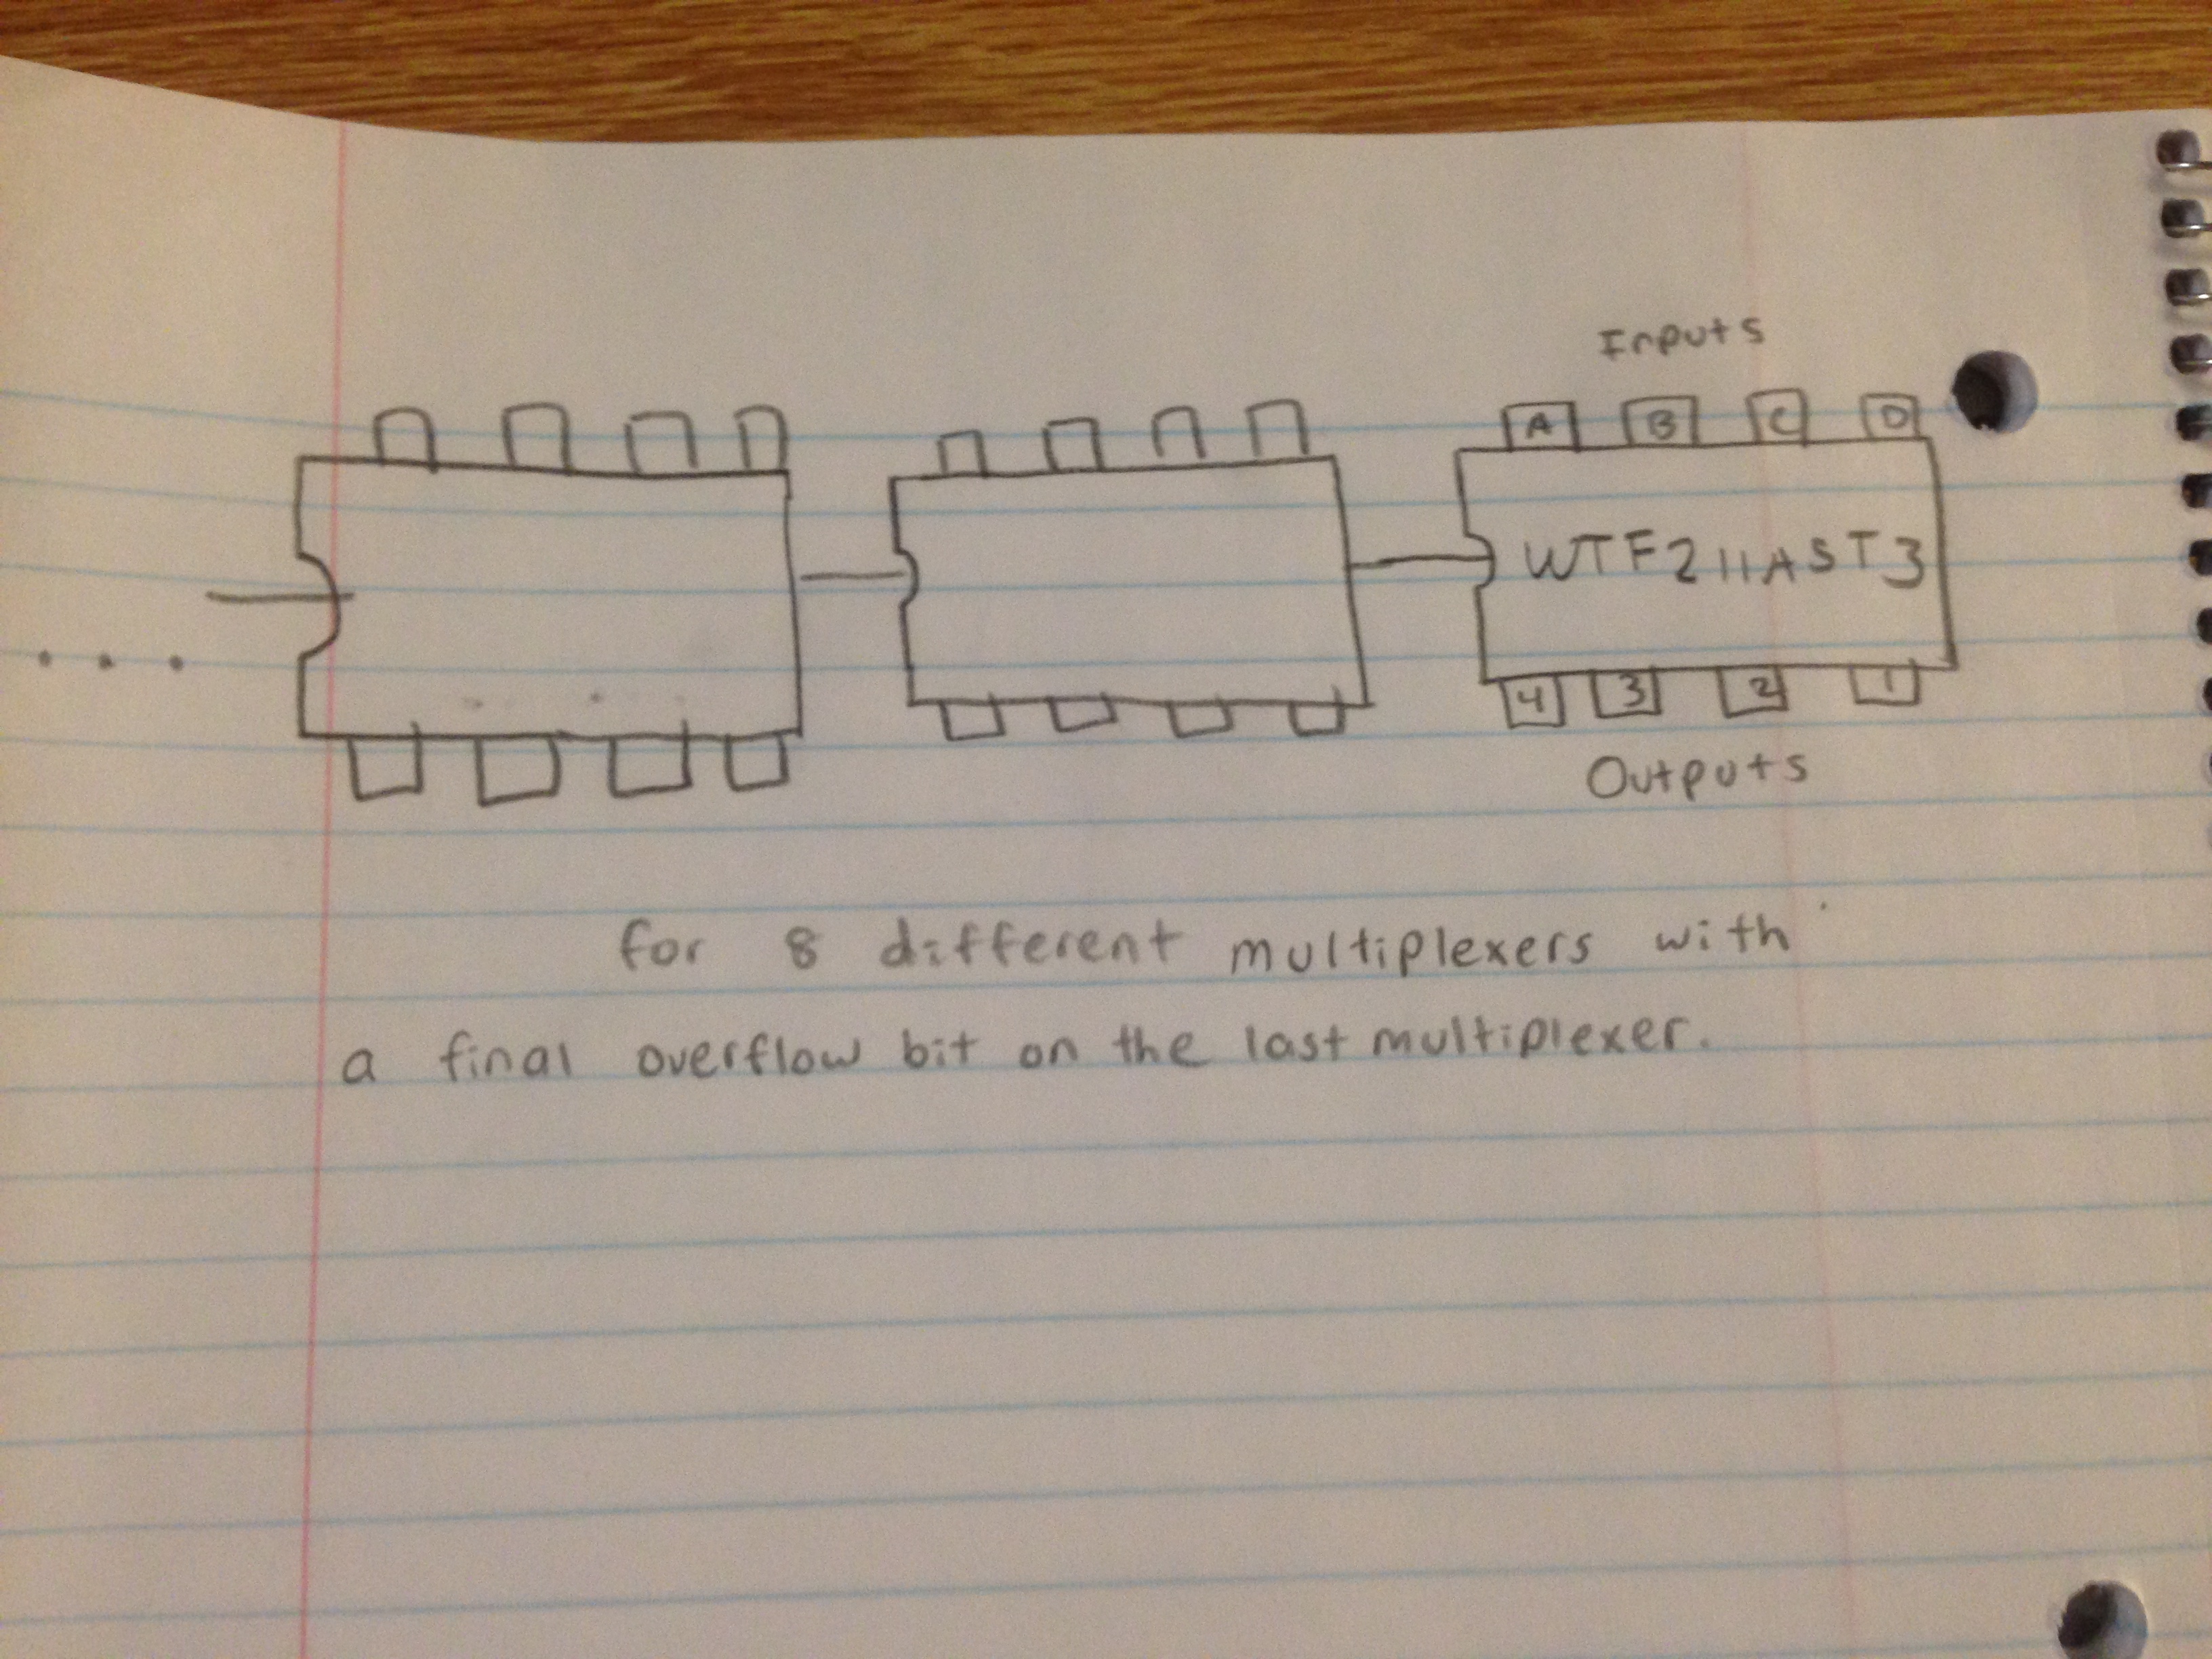 Inputs
A B C D
WTF211AST3
4 3 2 1
Outputs
for 8 different multiplexers with
a final overflow bit on the last multiplexer.